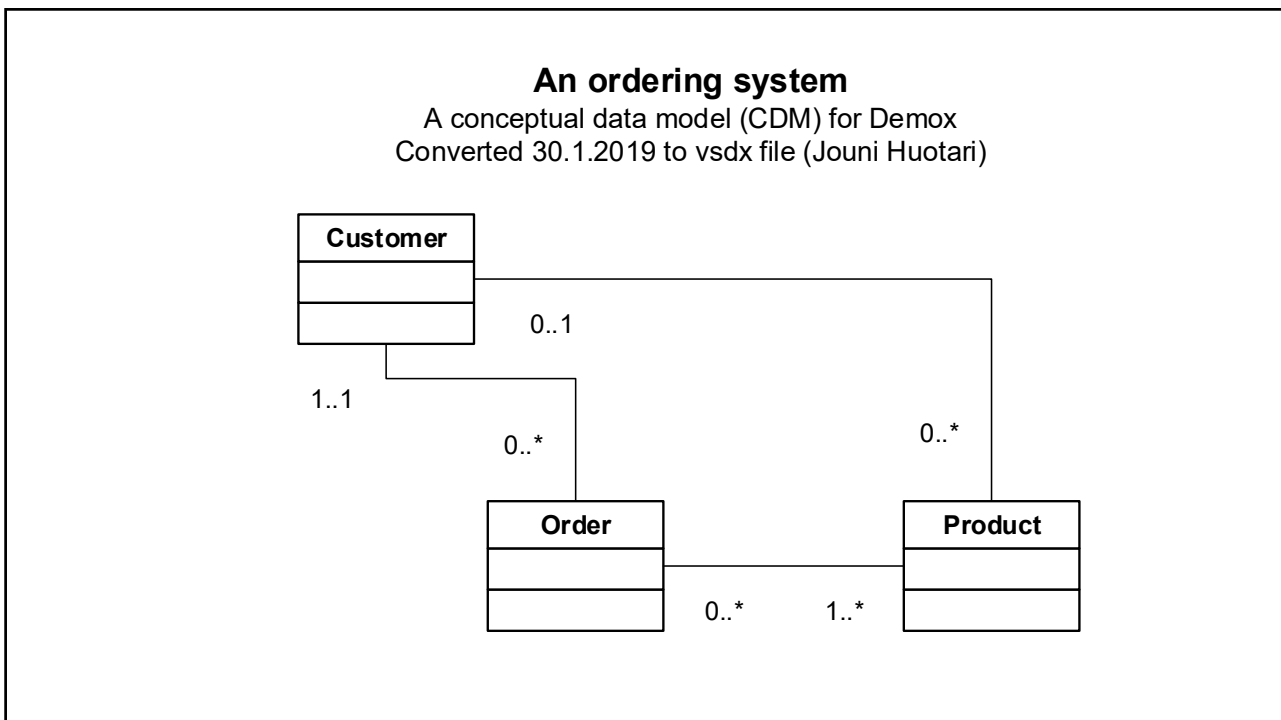 An ordering system
A conceptual data model (CDM) for Demox
Converted 30.1.2019 to vsdx file (Jouni Huotari)
Customer
0..1
1..1
0..*
0..*
Order
Product
0..*
1..*